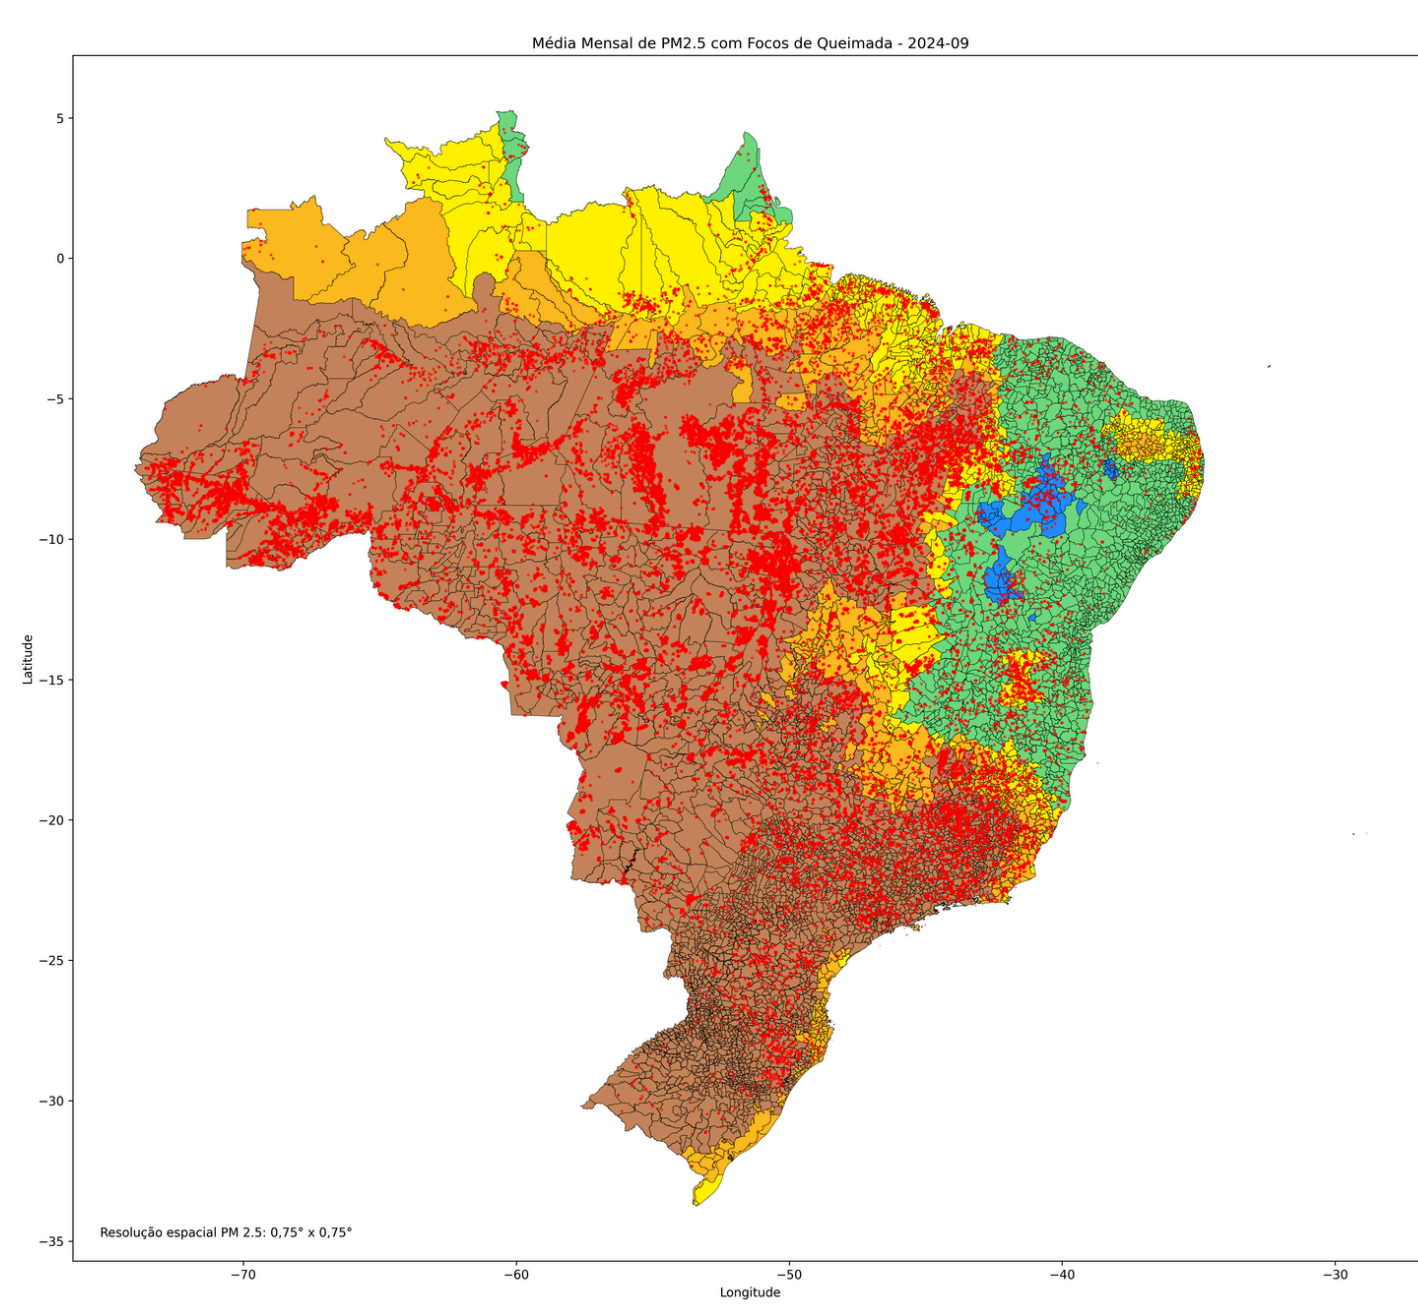 Média Mensal de PM2.5 com Focos de Queimada - 2024-09
5
0
−5
−10
−15
−20
−25
−30
−35
Latitude
Resolução espacial PM 2.5: 0,75° x 0,75°
−70 −60 −50 −40 −30
Longitude